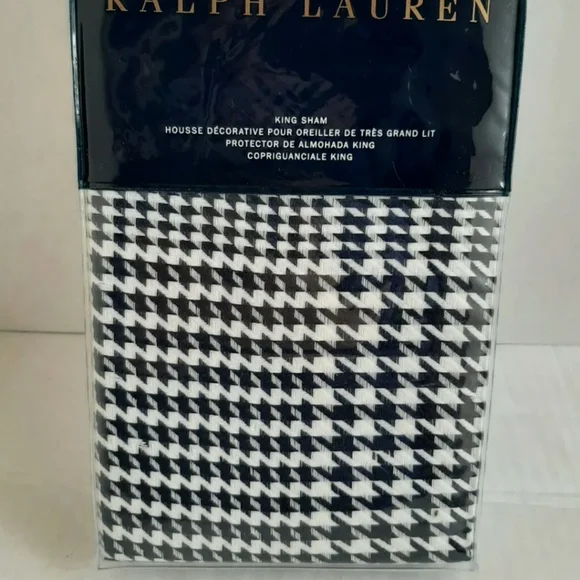 RALPH LAUREN
KING SHAM
HOUSSE DÉCORATIVE POUR OREILLER DE TRÈS GRAND LIT
PROTECTOR DE ALMOHADA KING
COPRIGUANCIALE KING